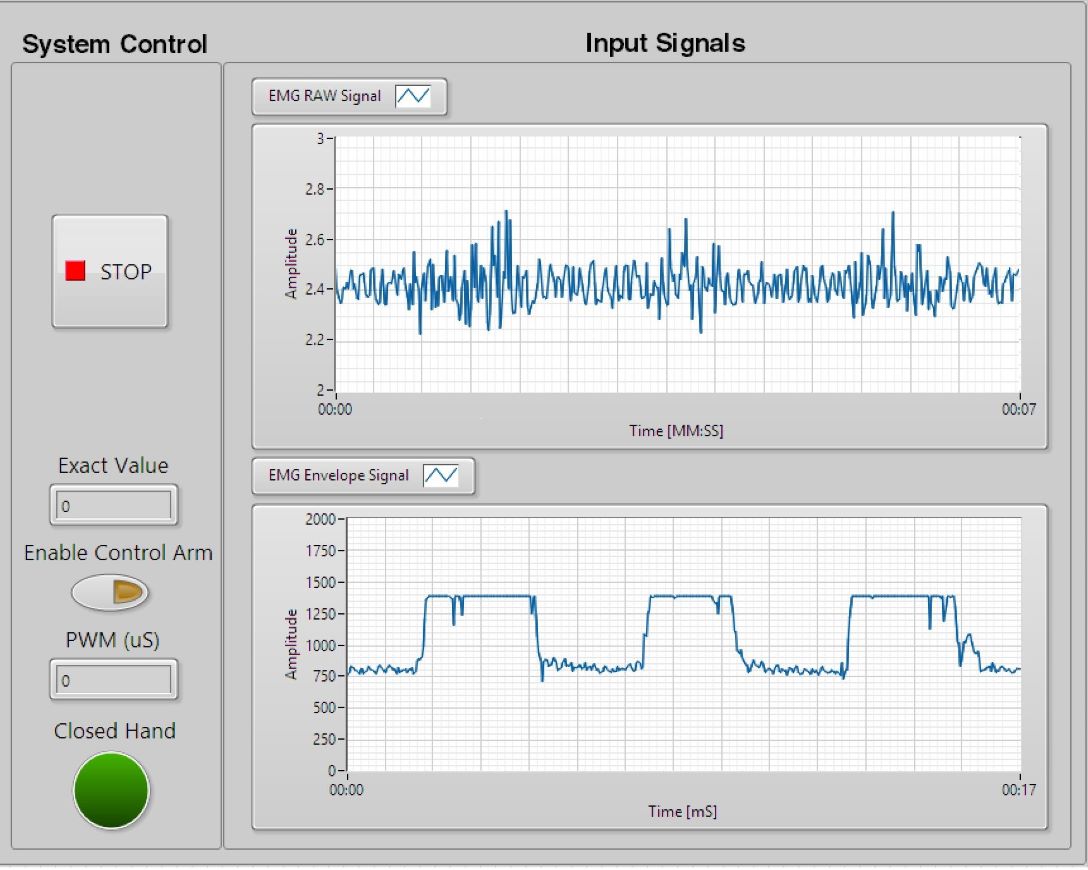 System Control
STOP
Exact Value
0
Enable Control Arm
PWM (uS)
0
Closed Hand
Input Signals
EMG RAW Signal
Amplitude
3
2.8
2.6
2.4
2.2
2
00:00
00:07
Time [MM:SS]
EMG Envelope Signal
Amplitude
2000
1750
1500
1250
1000
750
500
250
0
00:00
00:17
Time [mS]